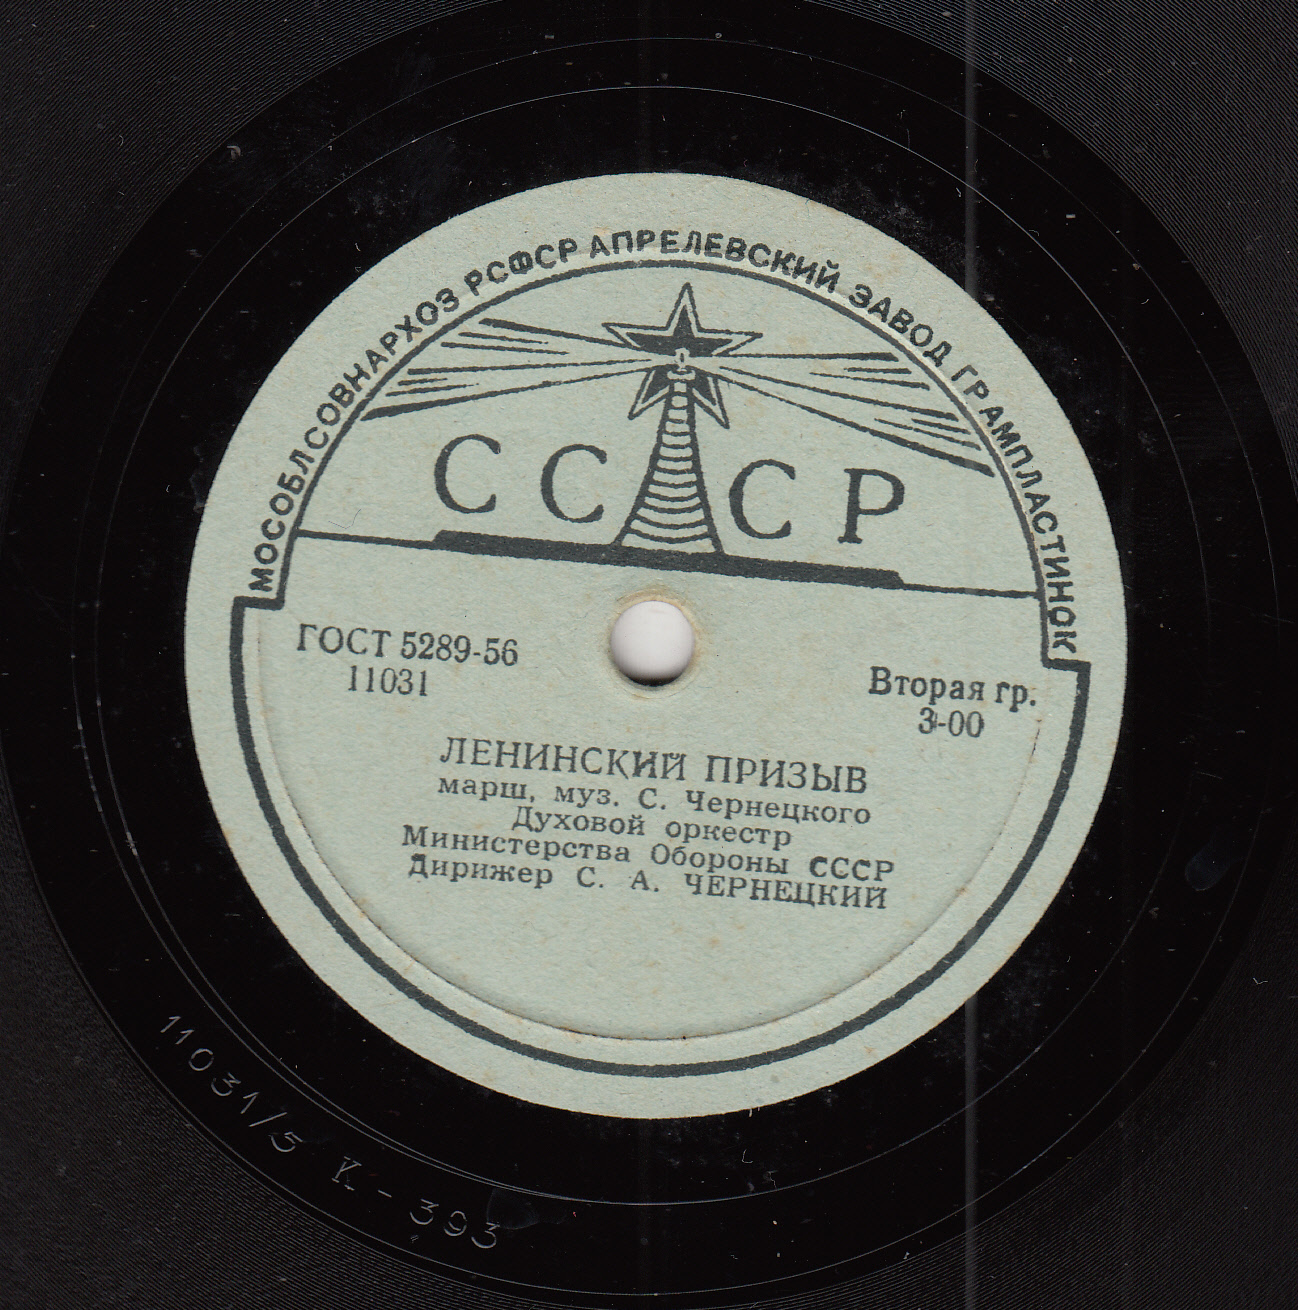 МОСОБЛСОВНАРХОЗ РСФСР АПРЕЛЕВСКИЙ ЗАВОД ГРАМПЛАСТИНОК
СССР
ГОСТ 5289-56
11031
Вторая гр.
3-00
ЛЕНИНСКИЙ ПРИЗЫВ
марш, муз. С. Чернецкого
Духовой оркестр
Министерства Обороны СССР
Дирижер С. А. ЧЕРНЕЦКИЙ
11031/5 К-393